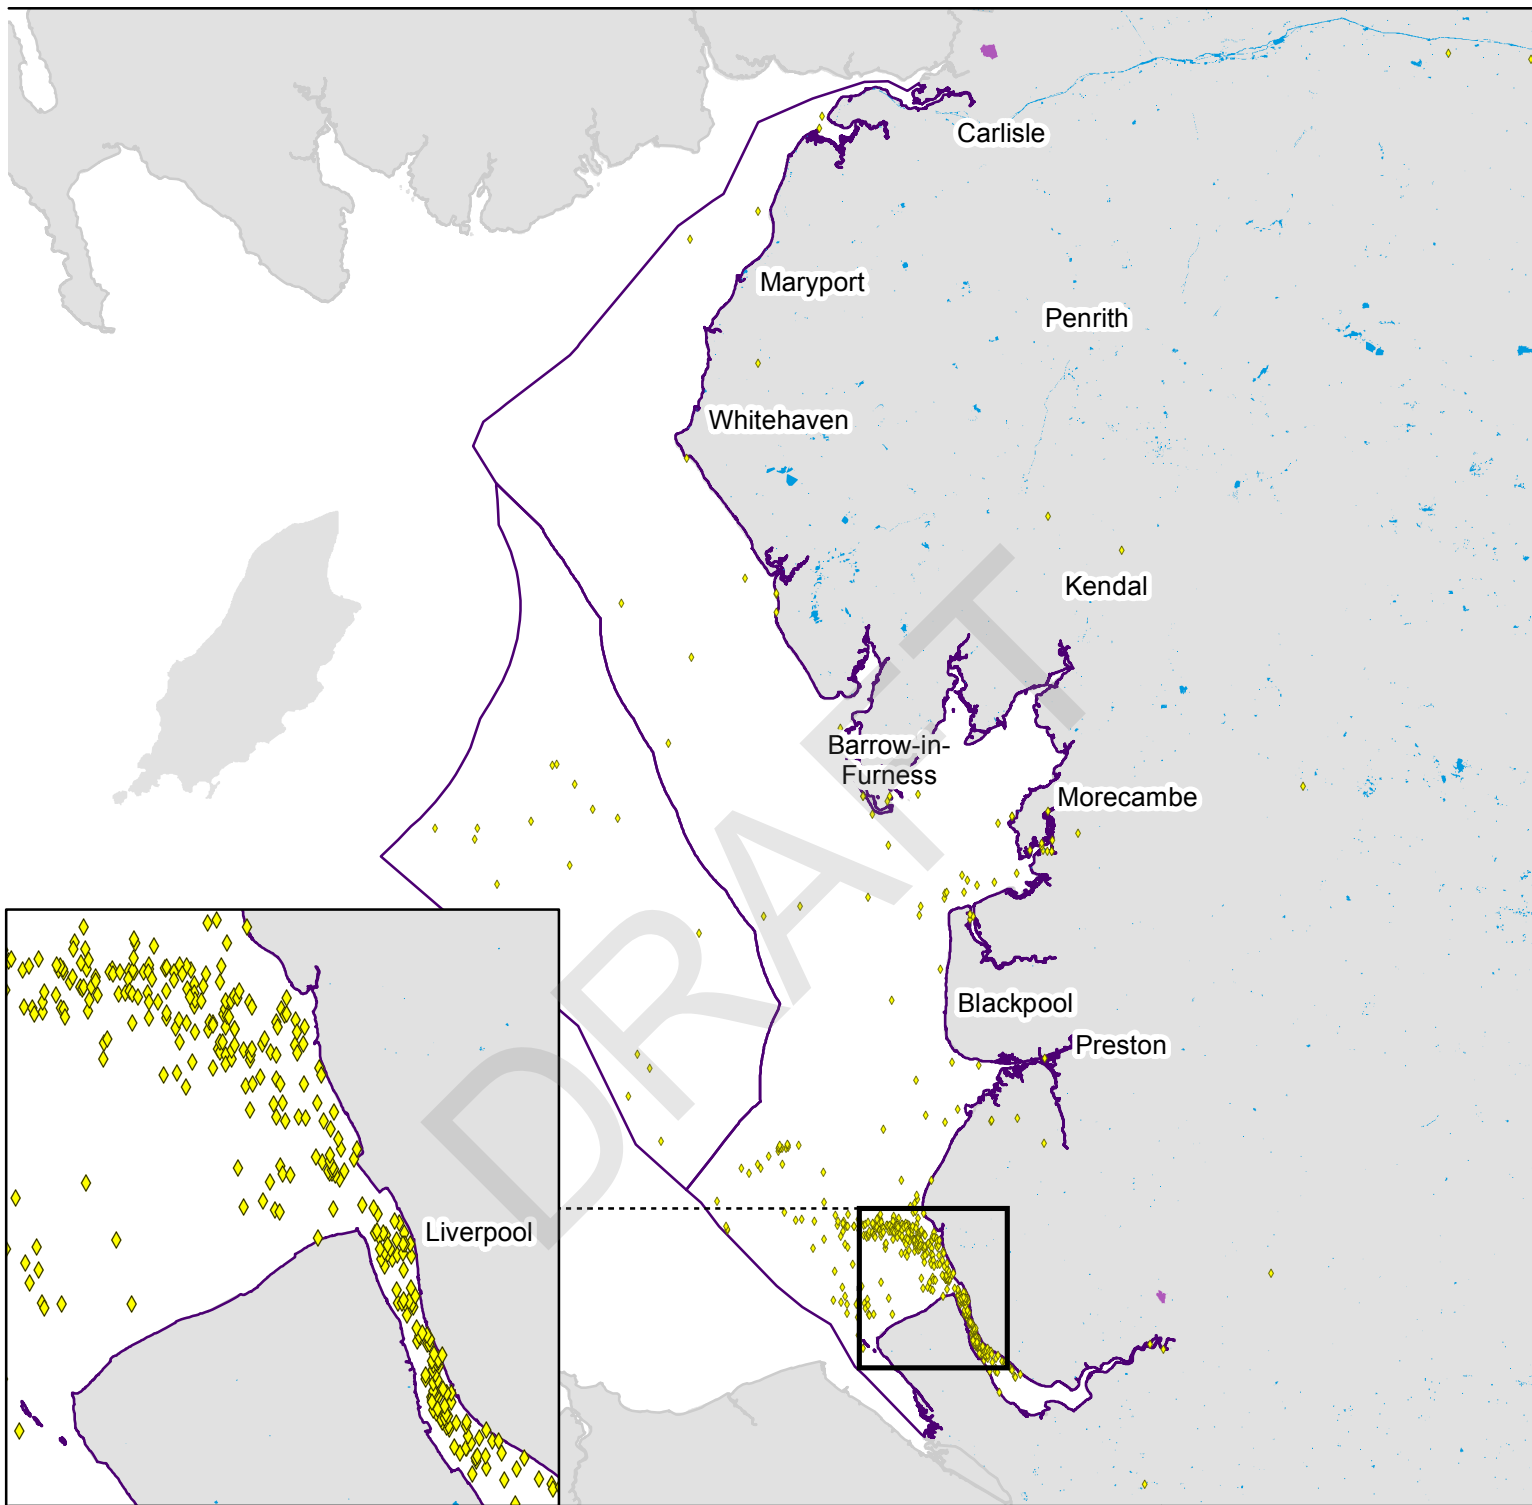 Carlisle
Maryport
Penrith
Whitehaven
Kendal
Barrow-in-
Furness
Morecambe
DRAFT
Blackpool
Preston
Liverpool